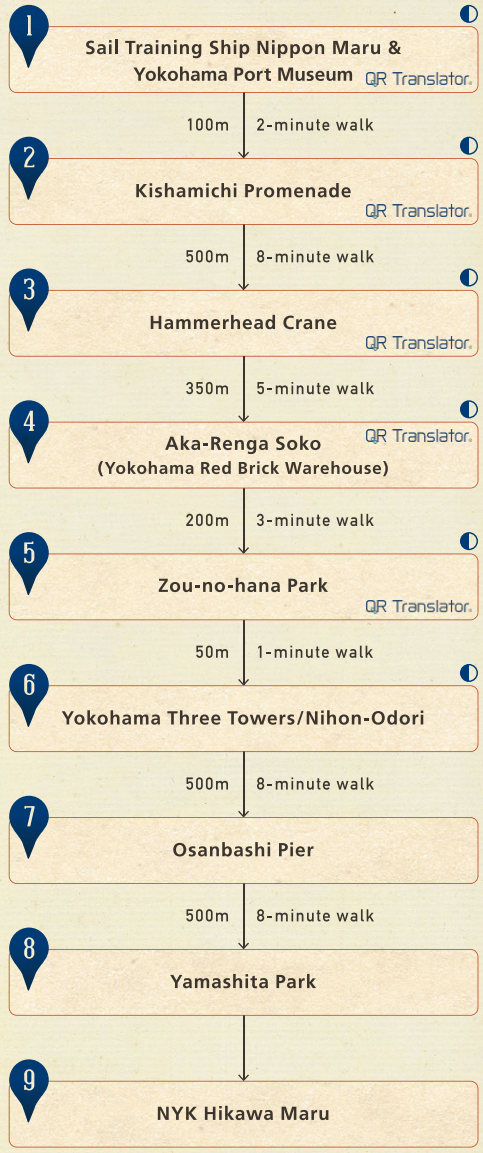 1
Sail Training Ship Nippon Maru &
Yokohama Port Museum
QR Translator.
100m 2-minute walk
2
Kishamichi Promenade
QR Translator.
500m 8-minute walk
3
Hammerhead Crane
QR Translator.
350m 5-minute walk
4
QR Translator.
Aka-Renga Soko
(Yokohama Red Brick Warehouse)
200m 3-minute walk
5
Zou-no-hana Park
QR Translator.
50m 1-minute walk
6
Yokohama Three Towers/Nihon-Odori
500m 8-minute walk
7
Osanbashi Pier
500m 8-minute walk
8
Yamashita Park
9
NYK Hikawa Maru